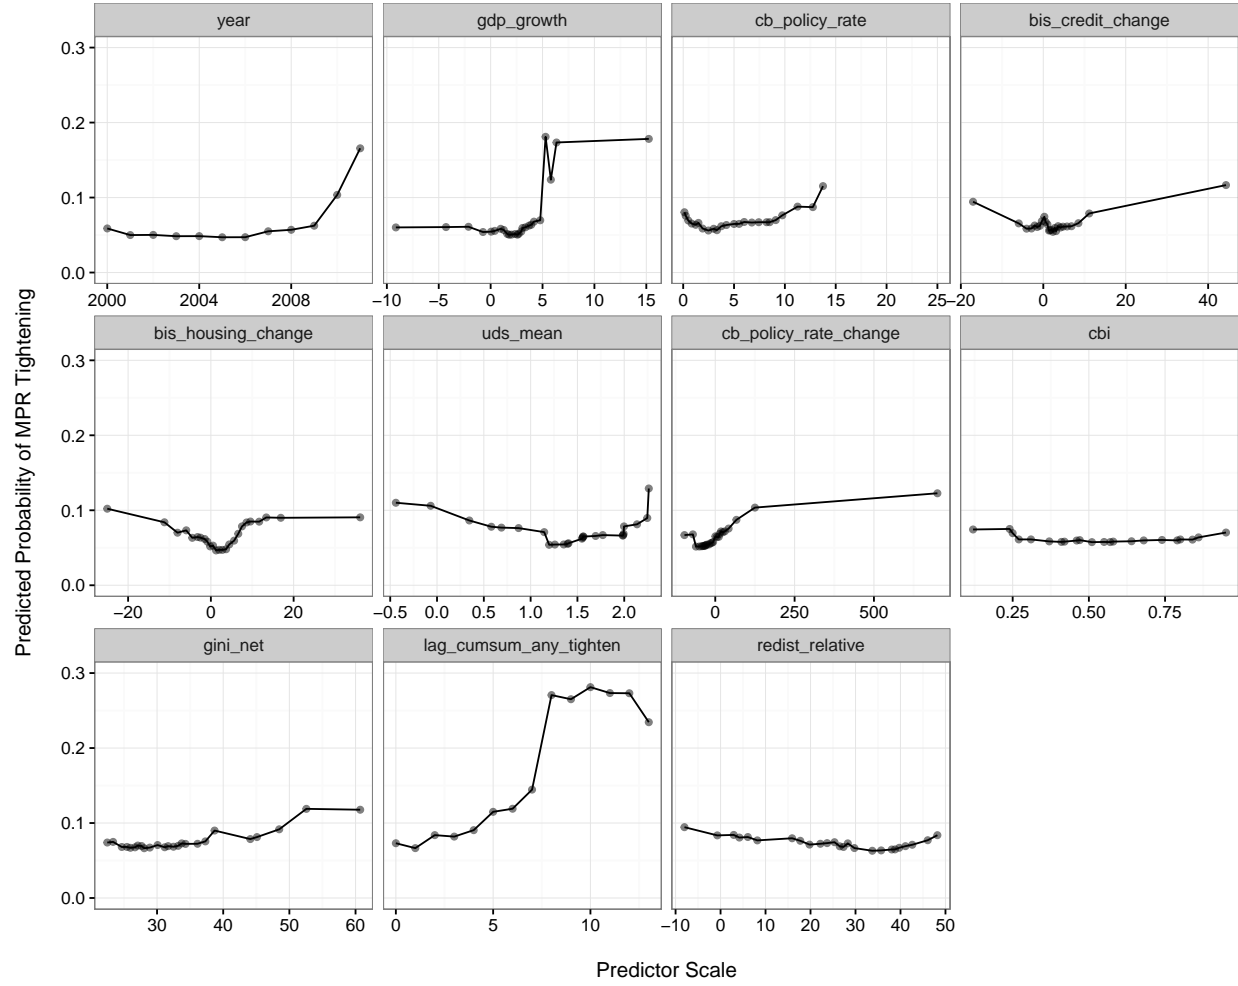 year gdp_growth cb_policy_rate bis_credit_change
0.3
0.2
0.1
0.0
2000 2004 2008 −10 −5 0 5 10 15 0 5 10 15 20 25 −20 0 20 40
bis_housing_change uds_mean cb_policy_rate_change cbi
0.3
0.2
0.1
0.0
−20 0 20 −0.5 0.0 0.5 1.0 1.5 2.0 0 250 500 0.25 0.50 0.75
gini_net lag_cumsum_any_tighten redist_relative
0.3
0.2
0.1
0.0
30 40 50 60 0 5 10 −10 0 10 20 30 40 50
Predictor Scale
Predicted Probability of MPR Tightening